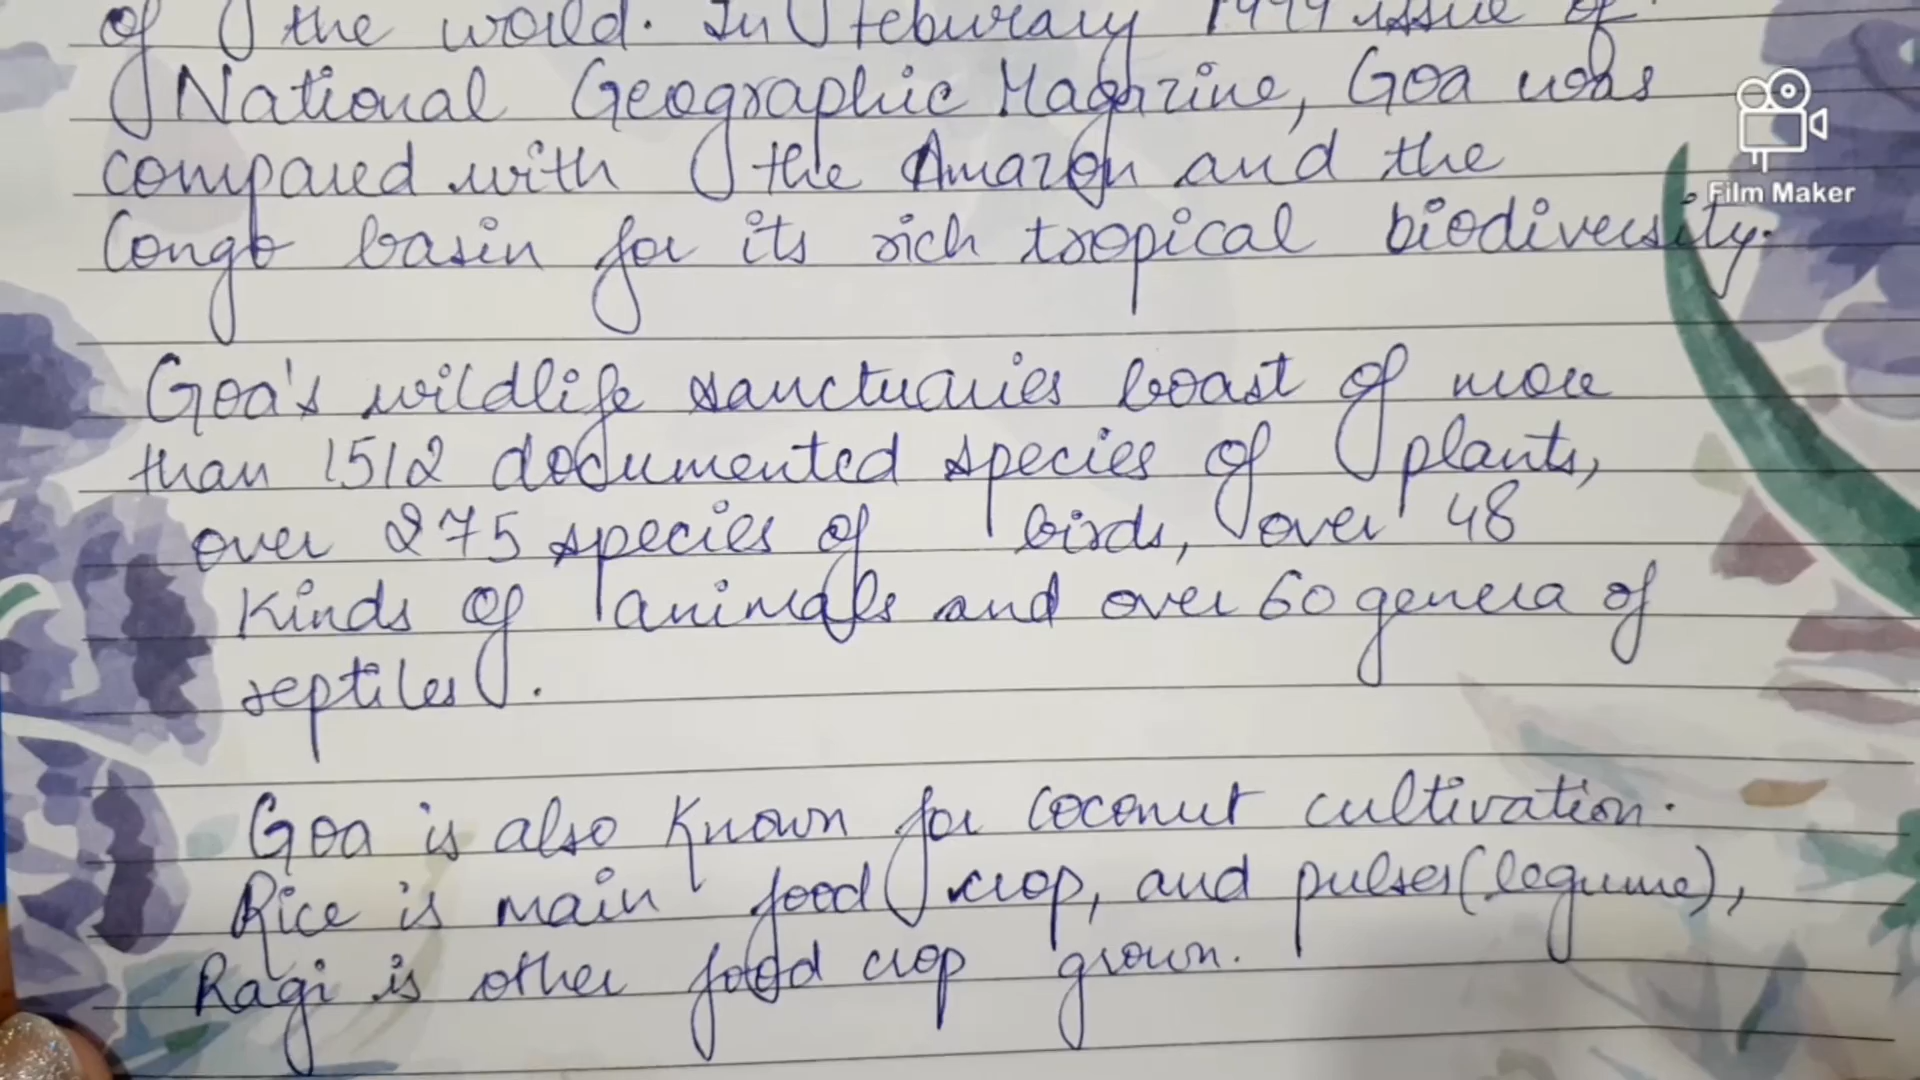 of the world. In Feburary 1999 issue of
National Geographic Magazine, Goa was
compared with the Amazon and the
Congo basin for its rich tropical biodiversity.
Goa's wildlife sanctuaries boast of more
than 1512 documented species of plants,
over 275 species of birds, over 48
kinds of animals and over 60 genera of
reptiles.
Goa is also known for coconut cultivation.
Rice is main food crop, and pulses (legume),
Ragi is other food crop grown.
Film Maker